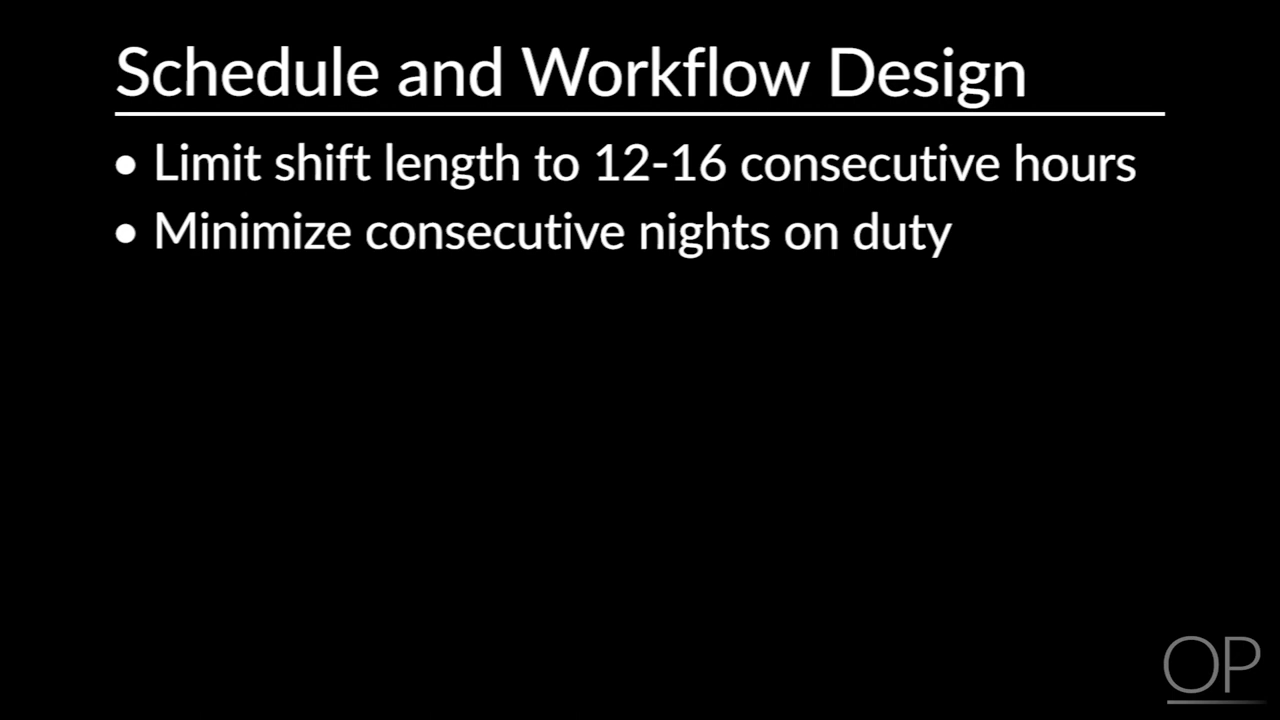 Schedule and Workflow Design
• Limit shift length to 12-16 consecutive hours
• Minimize consecutive nights on duty
OP